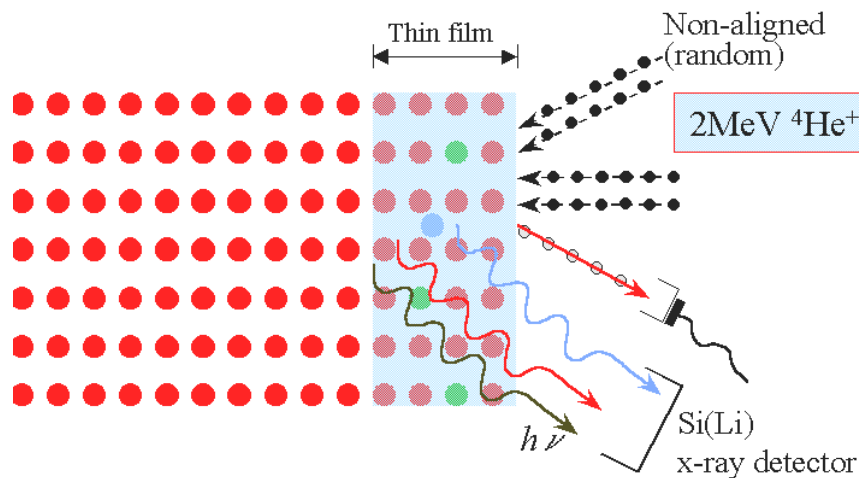 Thin film
Non-aligned
(random)
2MeV ⁴He⁺
hν
Si(Li)
x-ray detector